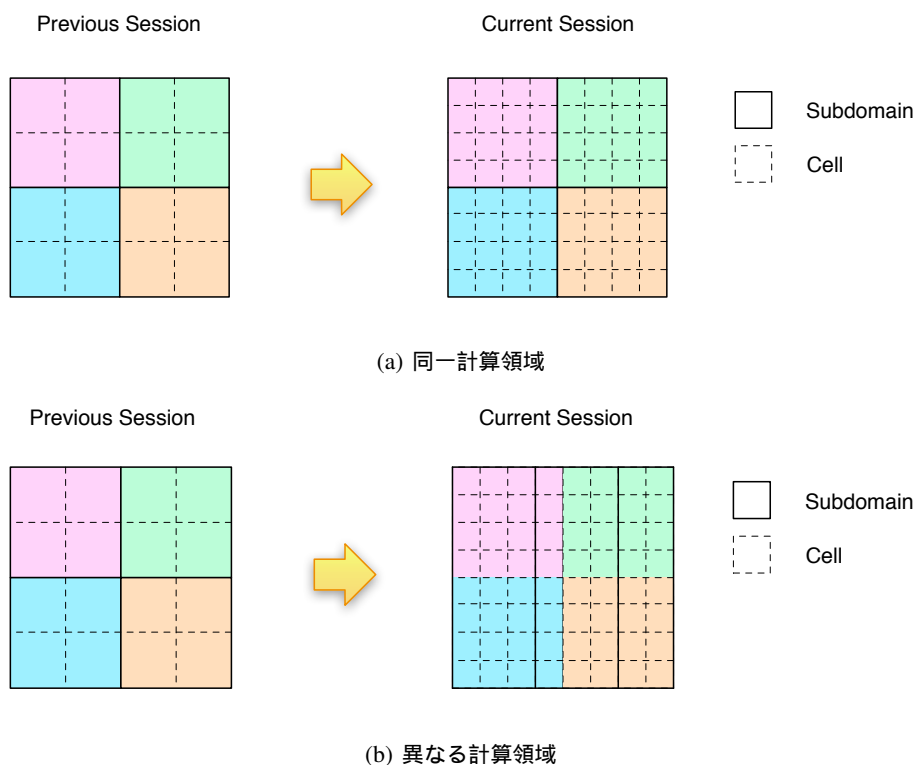 Previous Session
Current Session
Subdomain
Cell
(a) 同一計算領域
Previous Session
Current Session
Subdomain
Cell
(b) 異なる計算領域